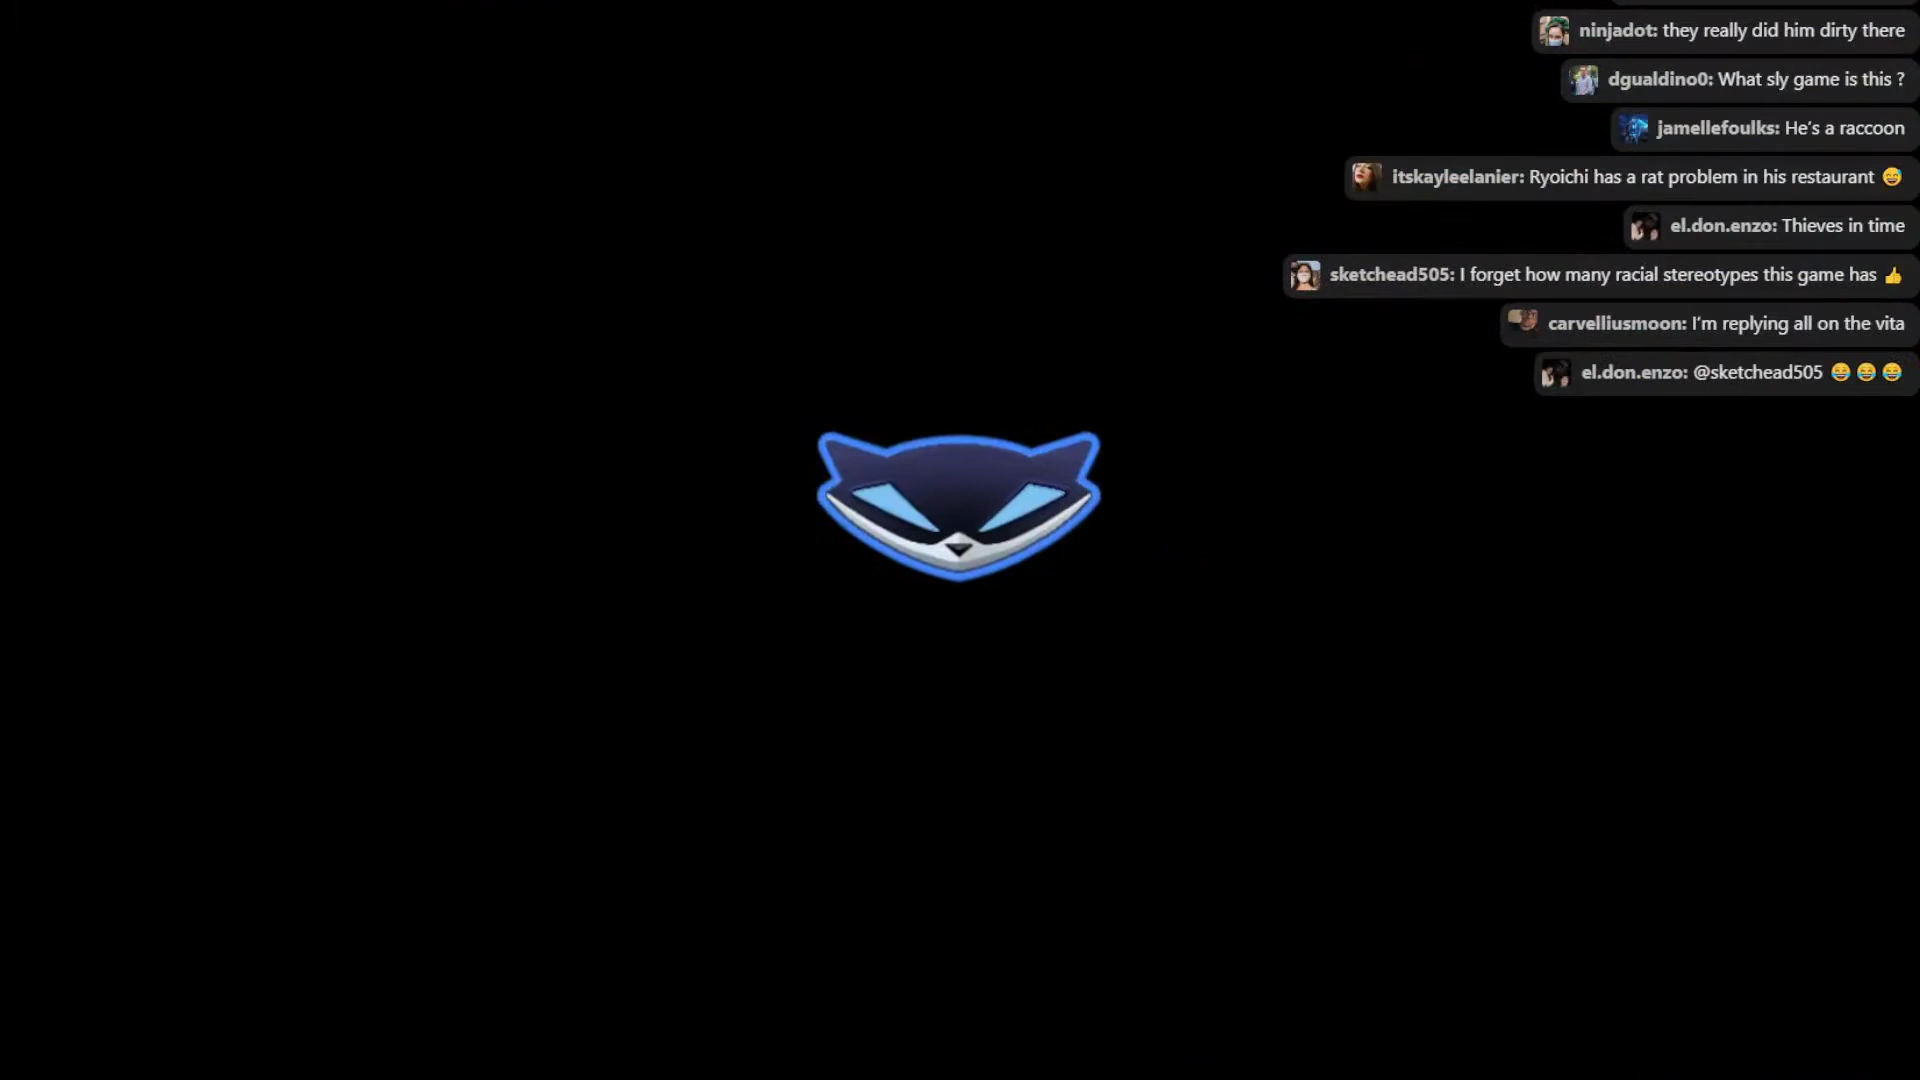 ninjadot: they really did him dirty there
dgualdino0: What sly game is this ?
jamellefoulks: He's a raccoon
itskayleelanier: Ryoichi has a rat problem in his restaurant 😅
el.don.enzo: Thieves in time
sketchead505: I forget how many racial stereotypes this game has 👍
carvelliusmoon: I'm replying all on the vita
el.don.enzo: @sketchead505 😂 😂 😂